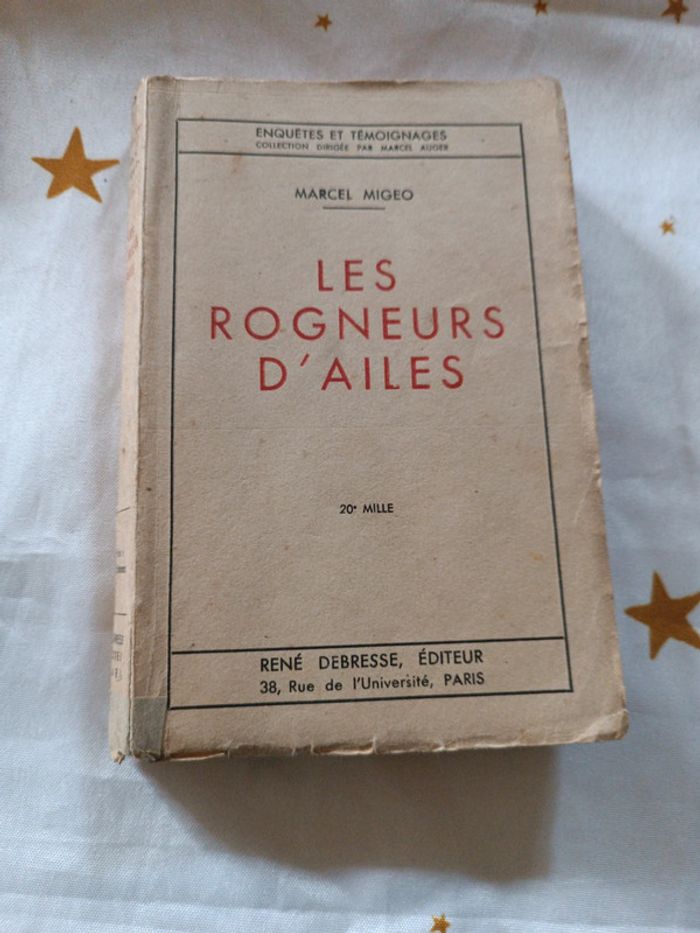 ENQUÊTES ET TÉMOIGNAGES
COLLECTION DIRIGÉE PAR MARCEL AUGER
MARCEL MIGEO
LES
ROGNEURS
D'AILES
20e MILLE
RENÉ DEBRESSE, ÉDITEUR
38, Rue de l'Université, PARIS